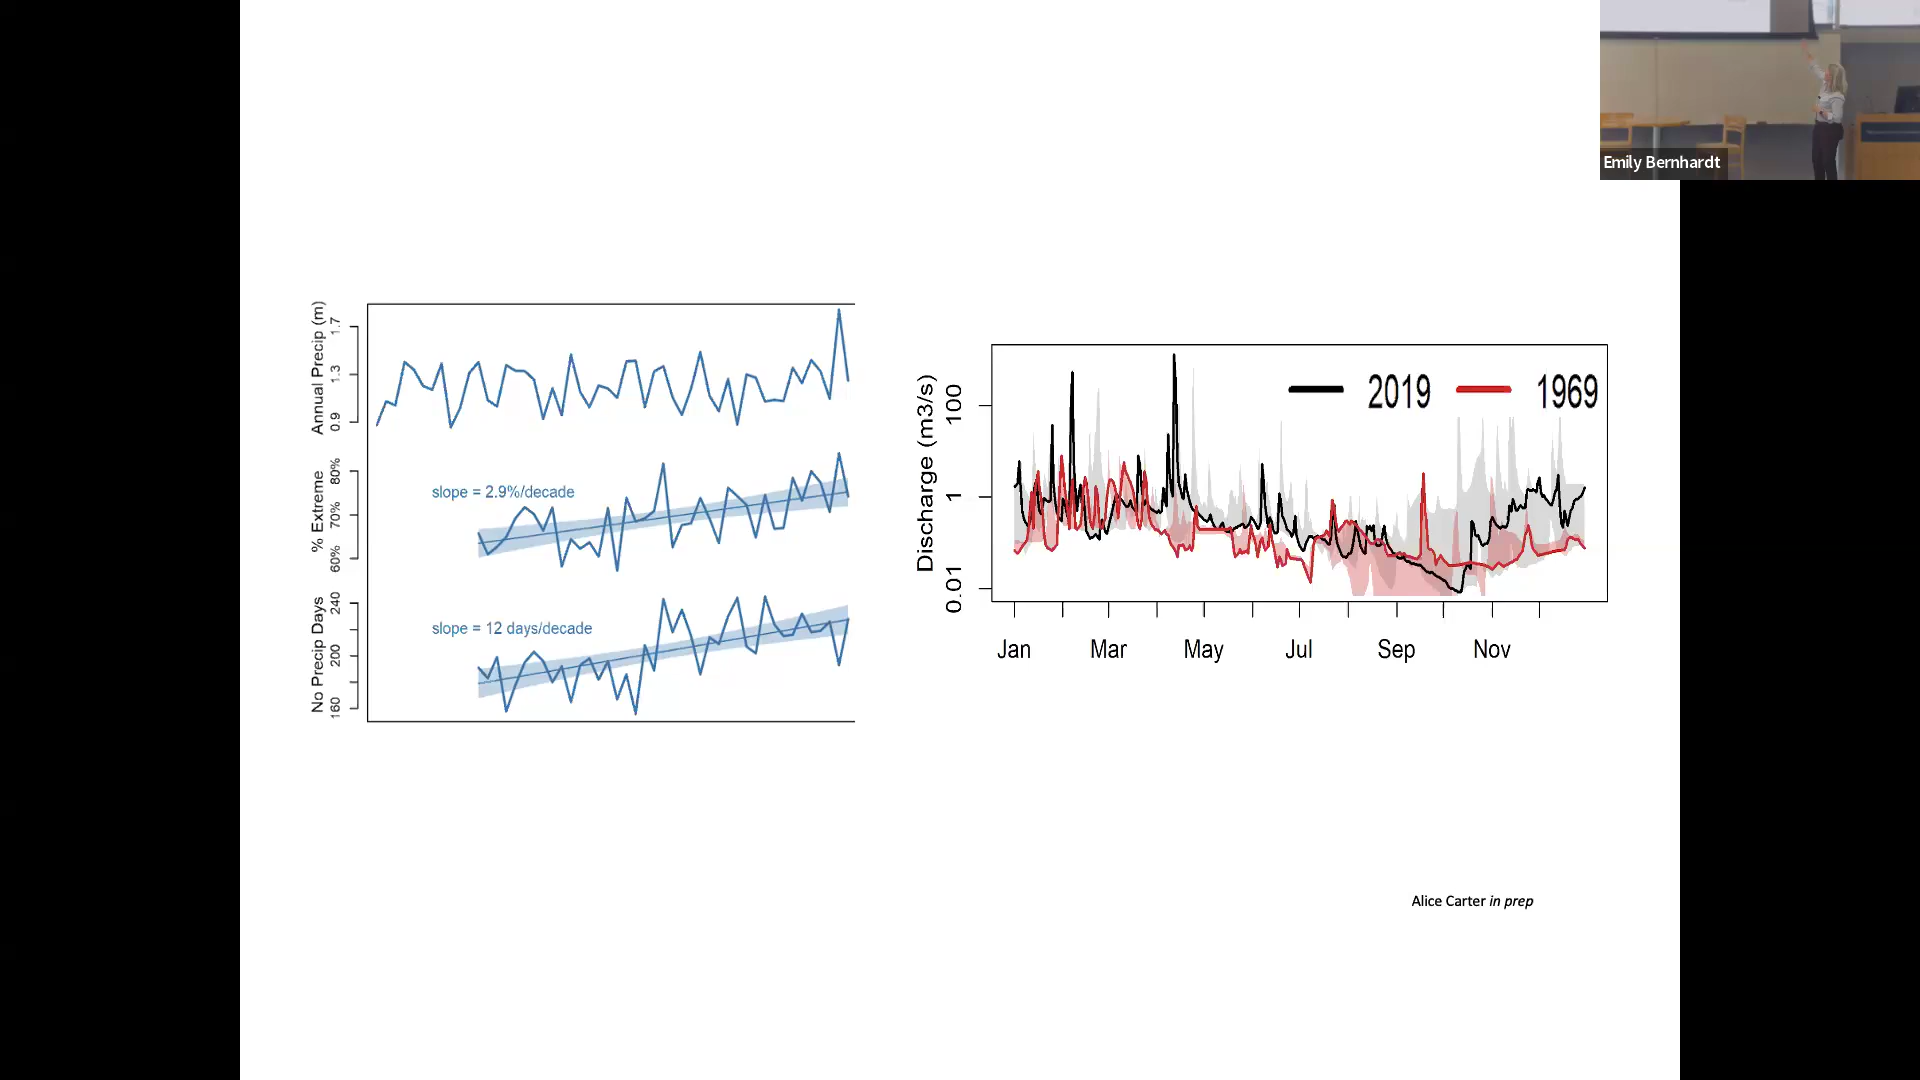 Emily Bernhardt
Annual Precip (m)
1.7
1.3
0.9
% Extreme
80%
70%
60%
slope = 2.9%/decade
No Precip Days
240
200
160
slope = 12 days/decade
Discharge (m3/s)
100
1
0.01
2019
1969
Jan Mar May Jul Sep Nov
Alice Carter in prep